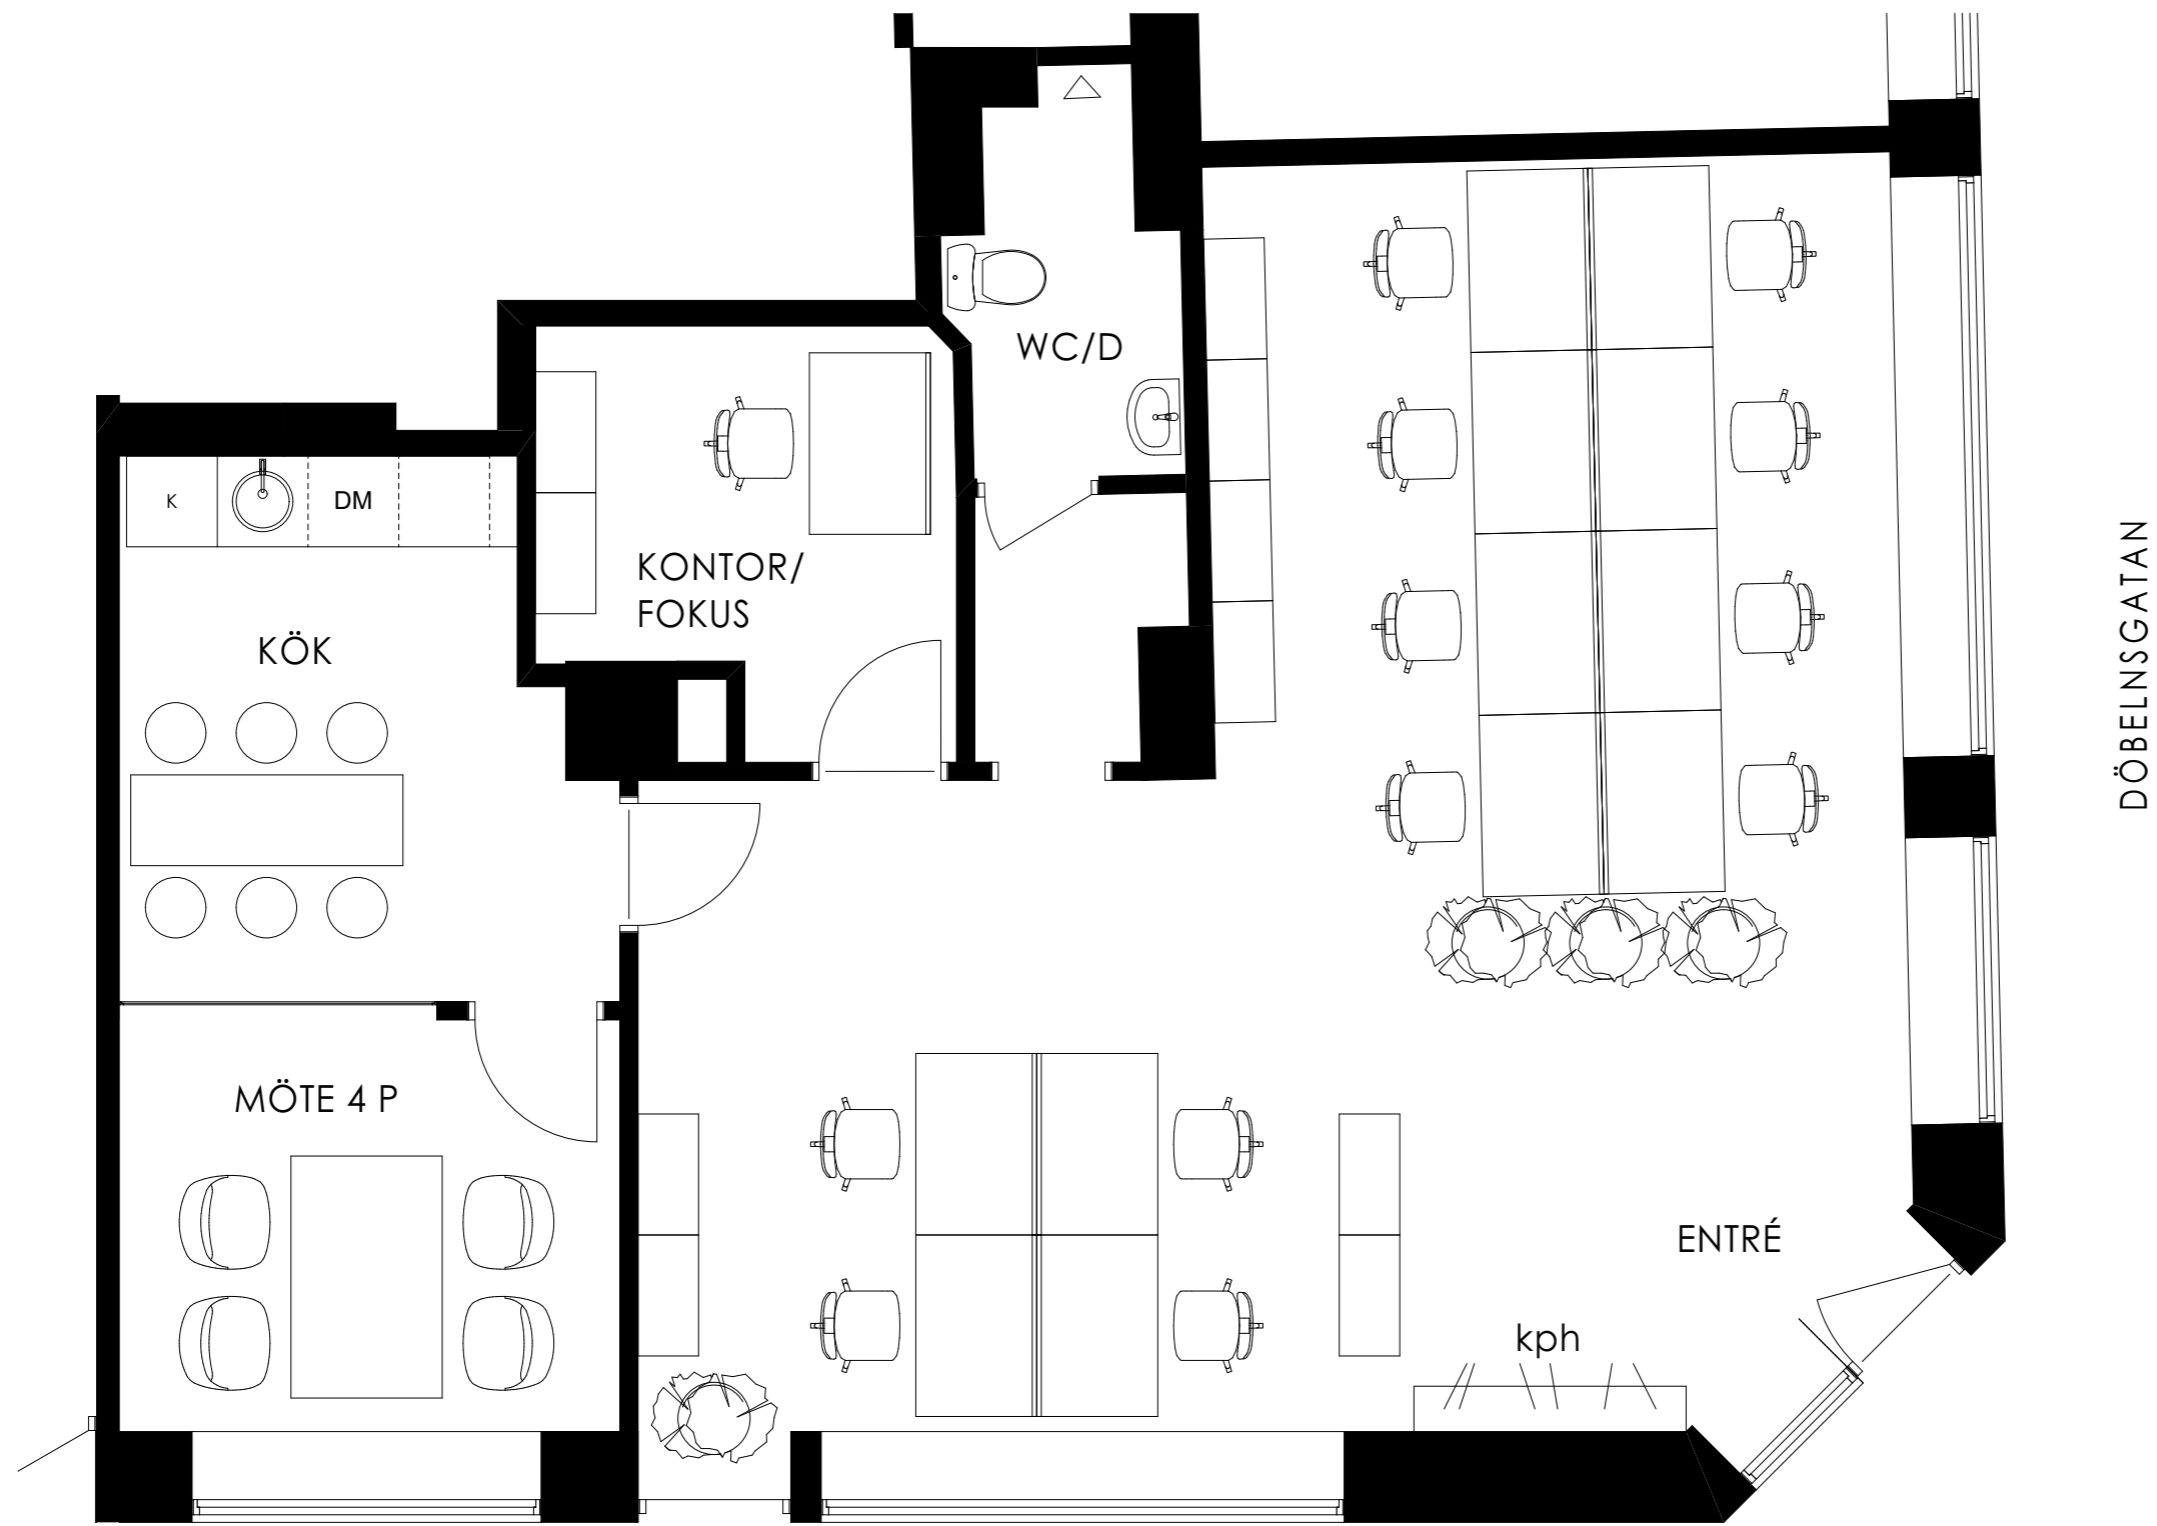 WC/D
K
DM
KONTOR/
FOKUS
KÖK
DÖBELNSGATAN
MÖTE 4 P
ENTRÉ
kph